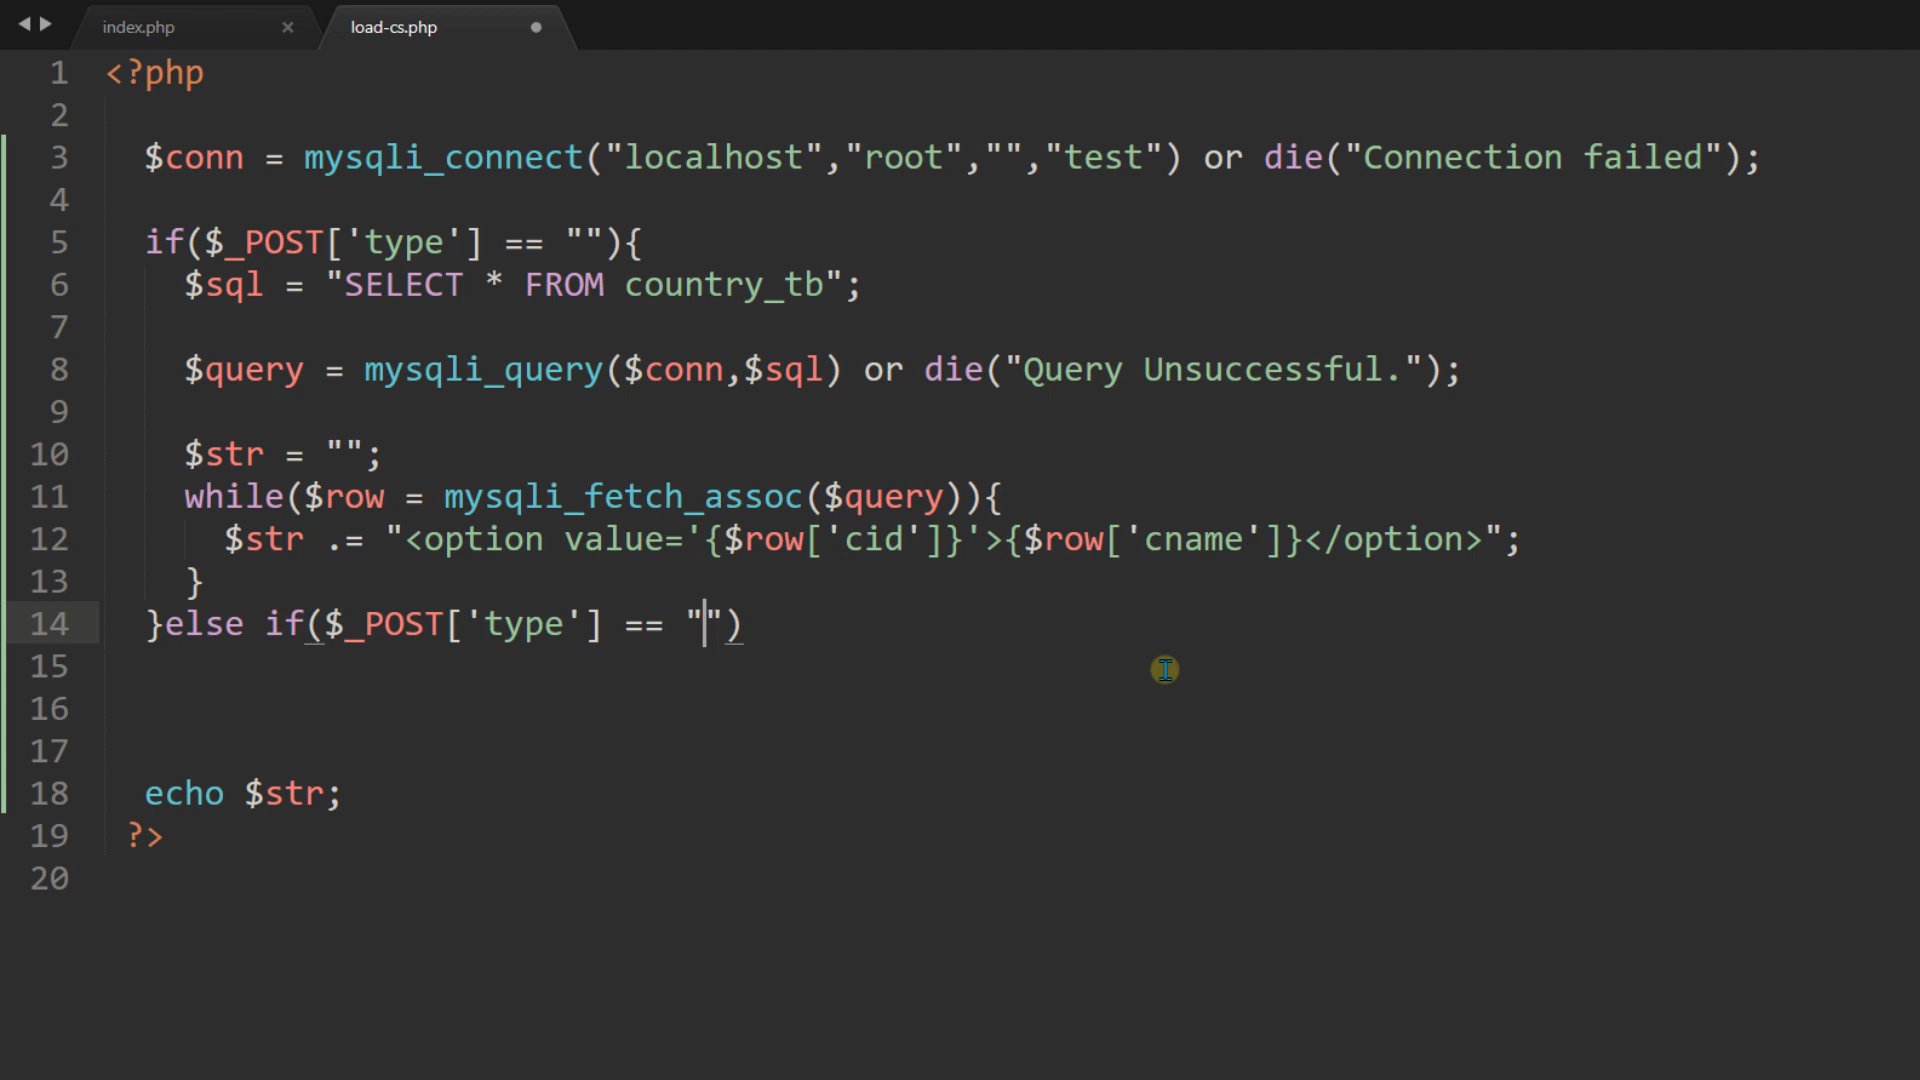 index.php × load-cs.php
1 <?php
2
3 $conn = mysqli_connect("localhost","root","","test") or die("Connection failed");
4
5 if($_POST['type'] == ""){
6 $sql = "SELECT * FROM country_tb";
7
8 $query = mysqli_query($conn,$sql) or die("Query Unsuccessful.");
9
10 $str = "";
11 while($row = mysqli_fetch_assoc($query)){
12 $str .= "<option value='{$row['cid']}'>{$row['cname']}</option>";
13 }
14 }else if($_POST['type'] == "")
15
16
17
18 echo $str;
19 ?>
20